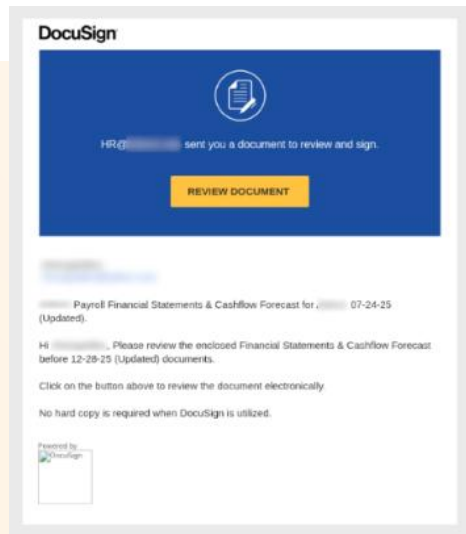 DocuSign
HR@ sent you a document to review and sign.
REVIEW DOCUMENT
Payroll Financial Statements & Cashflow Forecast for 07-24-25
(Updated).
Hi , Please review the enclosed Financial Statements & Cashflow Forecast
before 12-28-25 (Updated) documents.
Click on the button above to review the document electronically
No hard copy is required when DocuSign is utilized.
Powered by
DocuSign